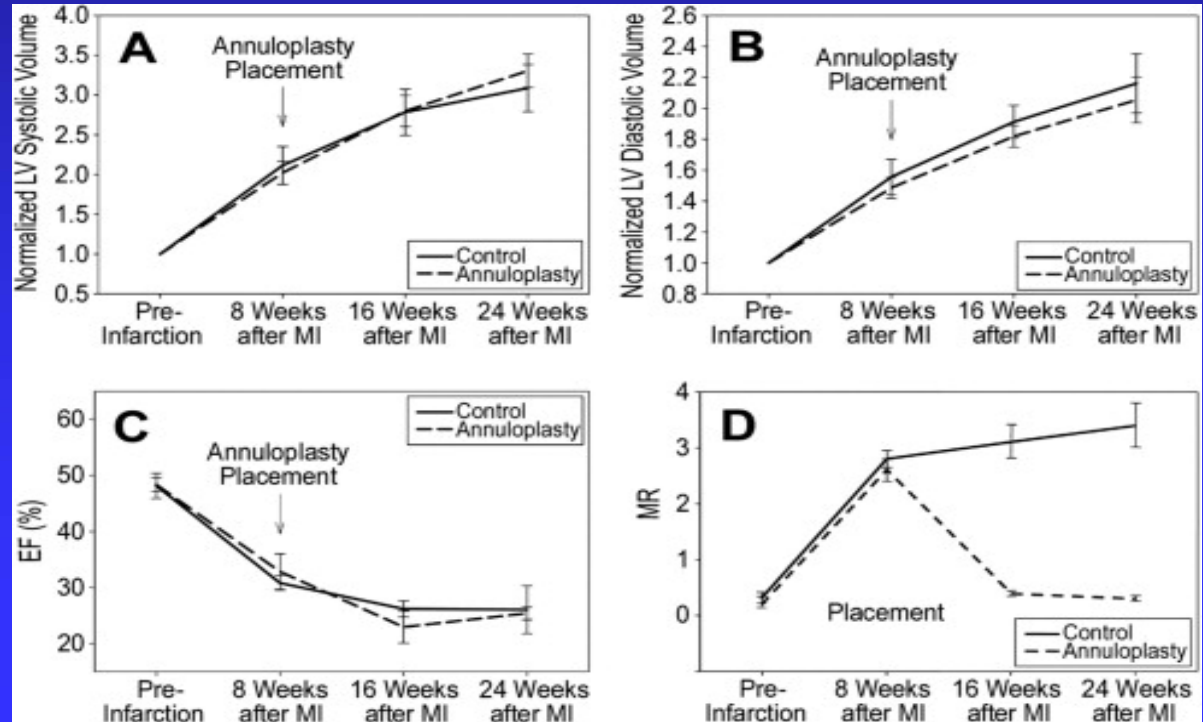 A
Annuloplasty
Placement
Normalized LV Systolic Volume
4.0
3.5
3.0
2.5
2.0
1.5
1.0
0.5
Control
Annuloplasty
Pre-
Infarction
8 Weeks
after MI
16 Weeks
after MI
24 Weeks
after MI
B
Annuloplasty
Placement
Normalized LV Diastolic Volume
2.6
2.4
2.2
2.0
1.8
1.6
1.4
1.2
1.0
0.8
Control
Annuloplasty
Pre-
Infarction
8 Weeks
after MI
16 Weeks
after MI
24 Weeks
after MI
C
Control
Annuloplasty
Annuloplasty
Placement
EF (%)
60
50
40
30
20
Pre-
Infarction
8 Weeks
after MI
16 Weeks
after MI
24 Weeks
after MI
D
MR
4
3
2
1
0
Placement
Control
Annuloplasty
Pre-
Infarction
8 Weeks
after MI
16 Weeks
after MI
24 Weeks
after MI